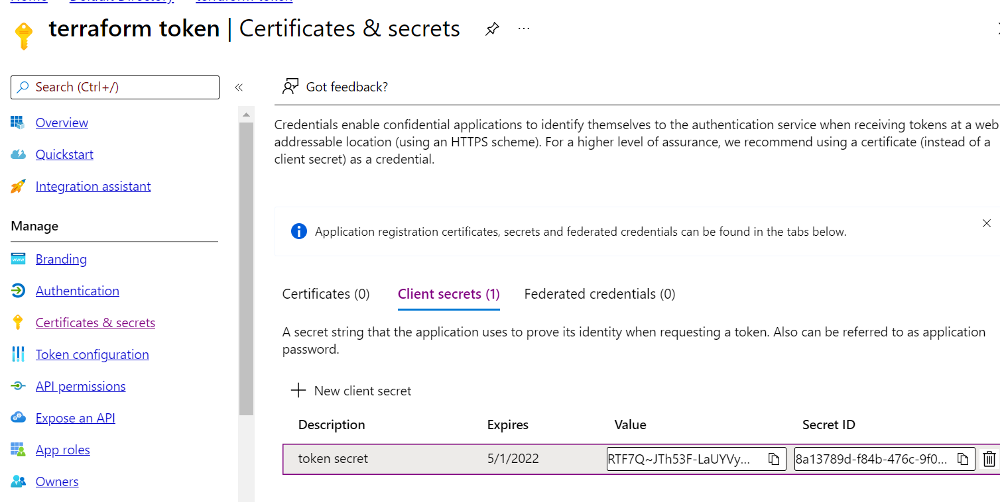 Home Default Directory terraform token
terraform token | Certificates & secrets
Search (Ctrl+/)
Overview
Quickstart
Integration assistant
Manage
Branding
Authentication
Certificates & secrets
Token configuration
API permissions
Expose an API
App roles
Owners
Got feedback?
Credentials enable confidential applications to identify themselves to the authentication service when receiving tokens at a web
addressable location (using an HTTPS scheme). For a higher level of assurance, we recommend using a certificate (instead of a
client secret) as a credential.
Application registration certificates, secrets and federated credentials can be found in the tabs below.
Certificates (0) Client secrets (1) Federated credentials (0)
A secret string that the application uses to prove its identity when requesting a token. Also can be referred to as application
password.
New client secret
Description Expires Value Secret ID
token secret 5/1/2022 RTF7Q~JTh53F-LaUYVy... 8a13789d-f84b-476c-9f0...